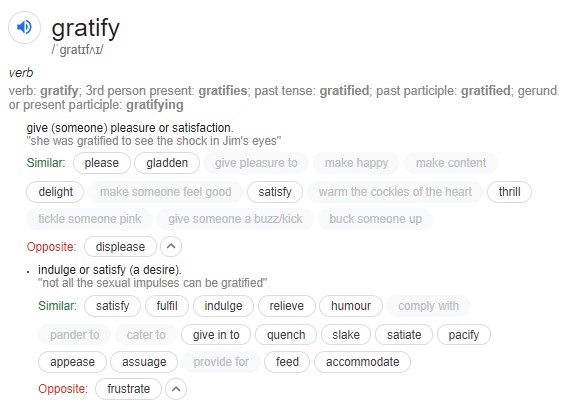 gratify
/ˈɡratɪfʌɪ/
verb
verb: gratify; 3rd person present: gratifies; past tense: gratified; past participle: gratified; gerund
or present participle: gratifying
give (someone) pleasure or satisfaction.
"she was gratified to see the shock in Jim's eyes"
Similar: please gladden give pleasure to make happy make content
delight make someone feel good satisfy warm the cockles of the heart thrill
tickle someone pink give someone a buzz/kick buck someone up
Opposite: displease
• indulge or satisfy (a desire).
"not all the sexual impulses can be gratified"
Similar: satisfy fulfil indulge relieve humour comply with
pander to cater to give in to quench slake satiate pacify
appease assuage provide for feed accommodate
Opposite: frustrate